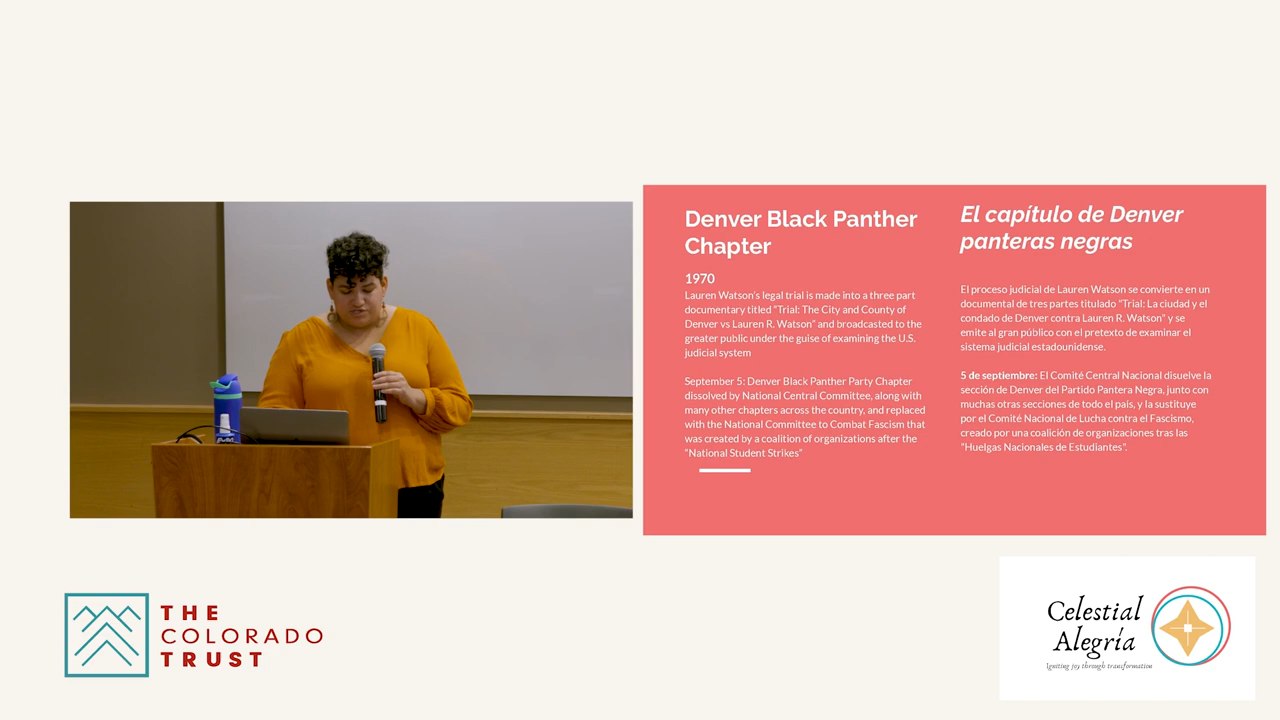 Denver Black Panther
Chapter
1970
Lauren Watson's legal trial is made into a three part
documentary titled "Trial: The City and County of
Denver vs Lauren R. Watson" and broadcasted to the
greater public under the guise of examining the U.S.
judicial system
September 5: Denver Black Panther Party Chapter
dissolved by National Central Committee, along with
many other chapters across the country, and replaced
with the National Committee to Combat Fascism that
was created by a coalition of organizations after the
"National Student Strikes"
El capítulo de Denver
panteras negras
El proceso judicial de Lauren Watson se convierte en un
documental de tres partes titulado "Trial: La ciudad y el
condado de Denver contra Lauren R. Watson" y se
emite al gran público con el pretexto de examinar el
sistema judicial estadounidense.
5 de septiembre: El Comité Central Nacional disuelve la
sección de Denver del Partido Pantera Negra, junto con
muchas otras secciones de todo el país, y la sustituye
por el Comité Nacional de Lucha contra el Fascismo,
creado por una coalición de organizaciones tras las
"Huelgas Nacionales de Estudiantes".
THE
COLORADO
TRUST
Celestial
Alegría
Igniting joy through transformation